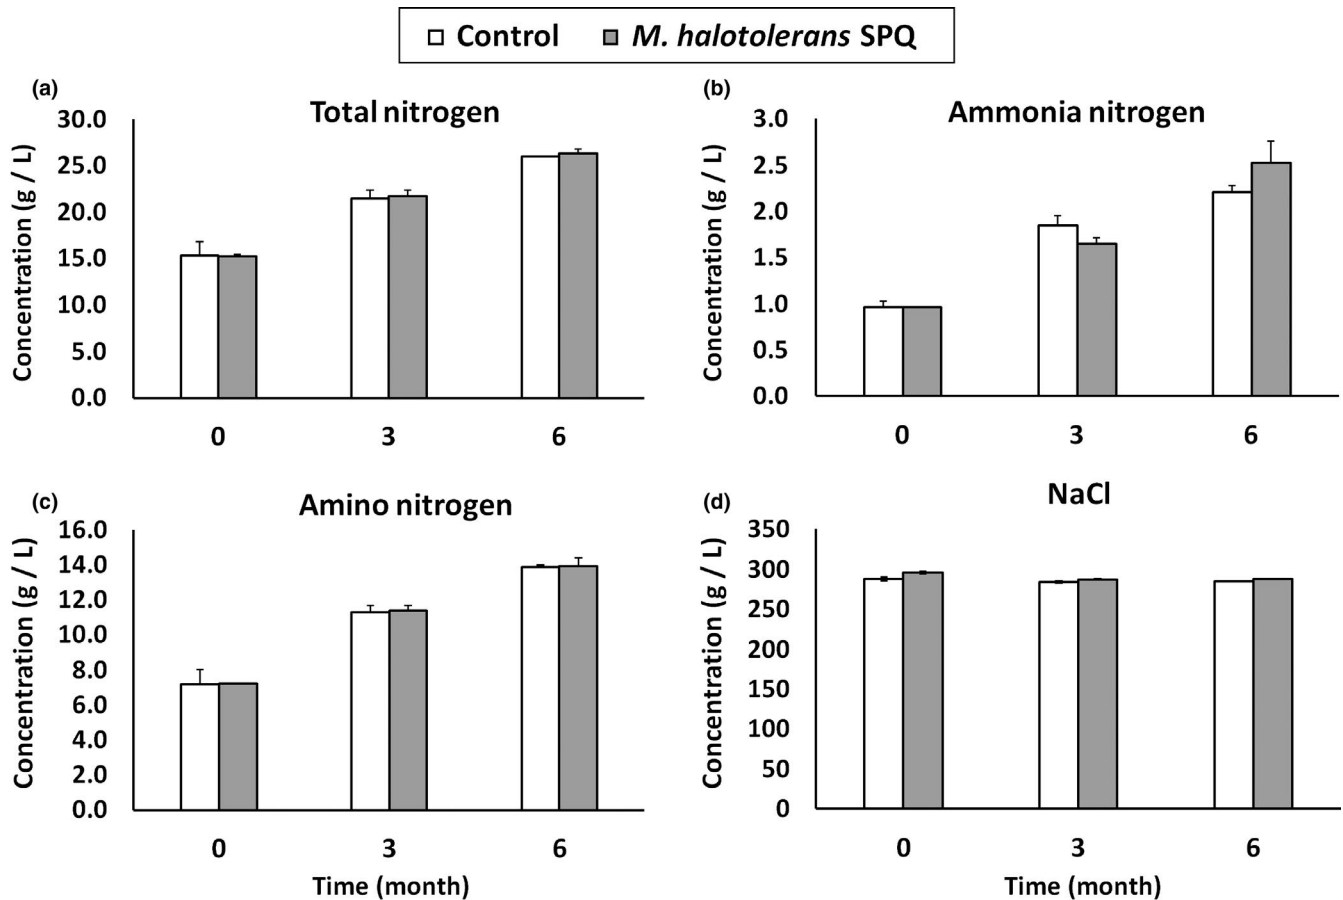 Control M. halotolerans SPQ
(a)
Total nitrogen
Concentration (g / L)
30.0
25.0
20.0
15.0
10.0
5.0
0.0
0 3 6
(b)
Ammonia nitrogen
Concentration (g / L)
3.0
2.5
2.0
1.5
1.0
0.5
0.0
0 3 6
(c)
Amino nitrogen
Concentration (g / L)
16.0
14.0
12.0
10.0
8.0
6.0
4.0
2.0
0.0
0 3 6
Time (month)
(d)
NaCl
Concentration (g / L)
350
300
250
200
150
100
50
0
0 3 6
Time (month)